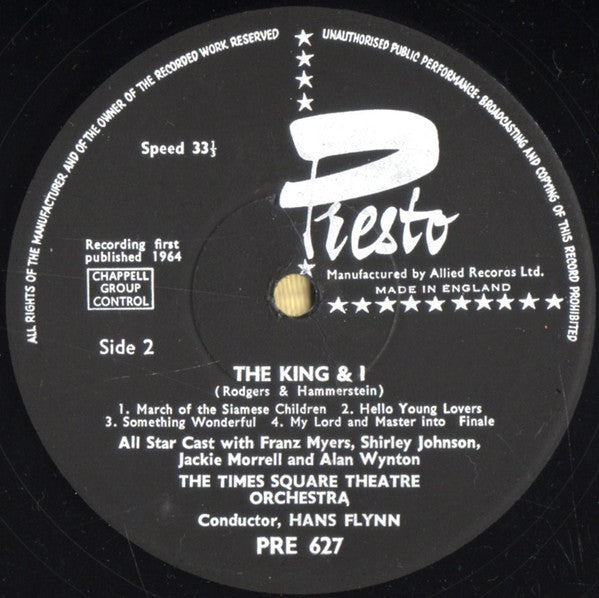 ALL RIGHTS OF THE MANUFACTURER AND OF THE OWNER OF THE RECORDED WORK RESERVED
UNAUTHORISED PUBLIC PERFORMANCE · BROADCASTING AND COPYING OF THIS RECORD PROHIBITED
Speed 33⅓
Presto
Manufactured by Allied Records Ltd.
MADE IN ENGLAND
Recording first
published 1964
CHAPPELL
GROUP
CONTROL
Side 2
THE KING & I
(Rodgers & Hammerstein)
1. March of the Siamese Children 2. Hello Young Lovers
3. Something Wonderful 4. My Lord and Master into Finale
All Star Cast with Franz Myers, Shirley Johnson,
Jackie Morrell and Alan Wynton
THE TIMES SQUARE THEATRE
ORCHESTRA
Conductor, HANS FLYNN
PRE 627